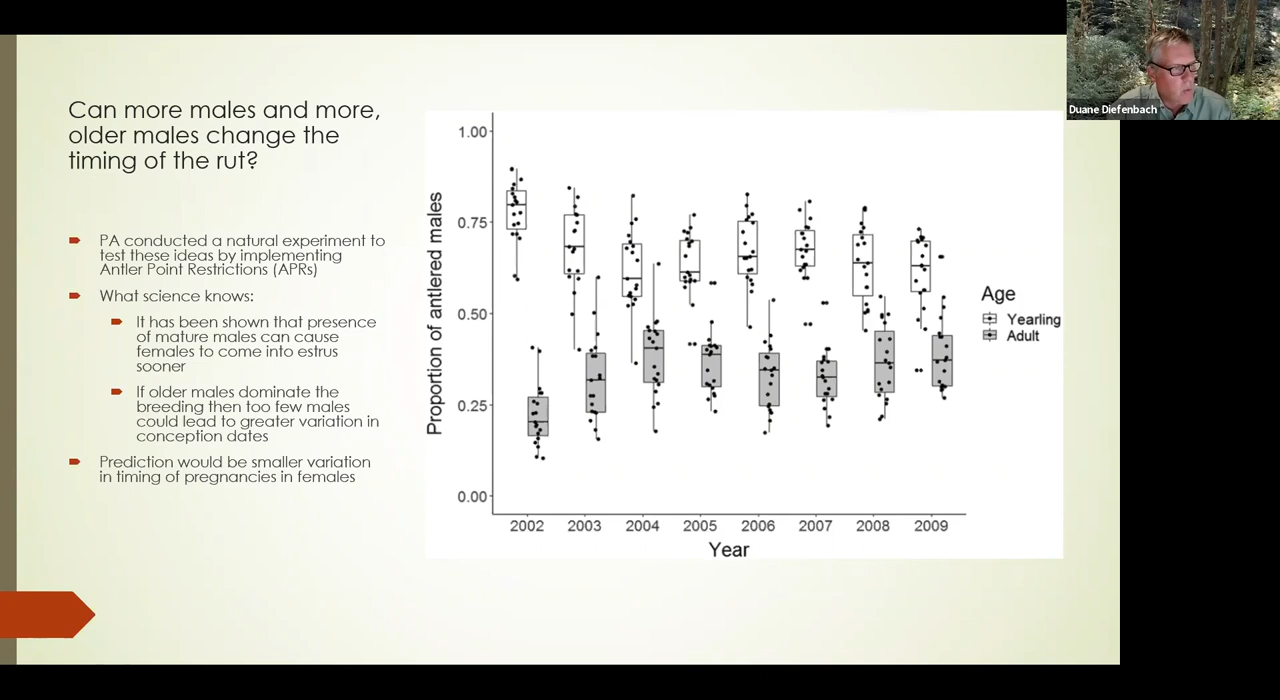 Can more males and more,
older males change the
timing of the rut?
PA conducted a natural experiment to
test these ideas by implementing
Antler Point Restrictions (APRs)
What science knows:
It has been shown that presence
of mature males can cause
females to come into estrus
sooner
If older males dominate the
breeding then too few males
could lead to greater variation in
conception dates
Prediction would be smaller variation
in timing of pregnancies in females
Proportion of antlered males
1.00
0.75
0.50
0.25
0.00
2002 2003 2004 2005 2006 2007 2008 2009
Year
Age
Yearling
Adult
Duane Diefenbach